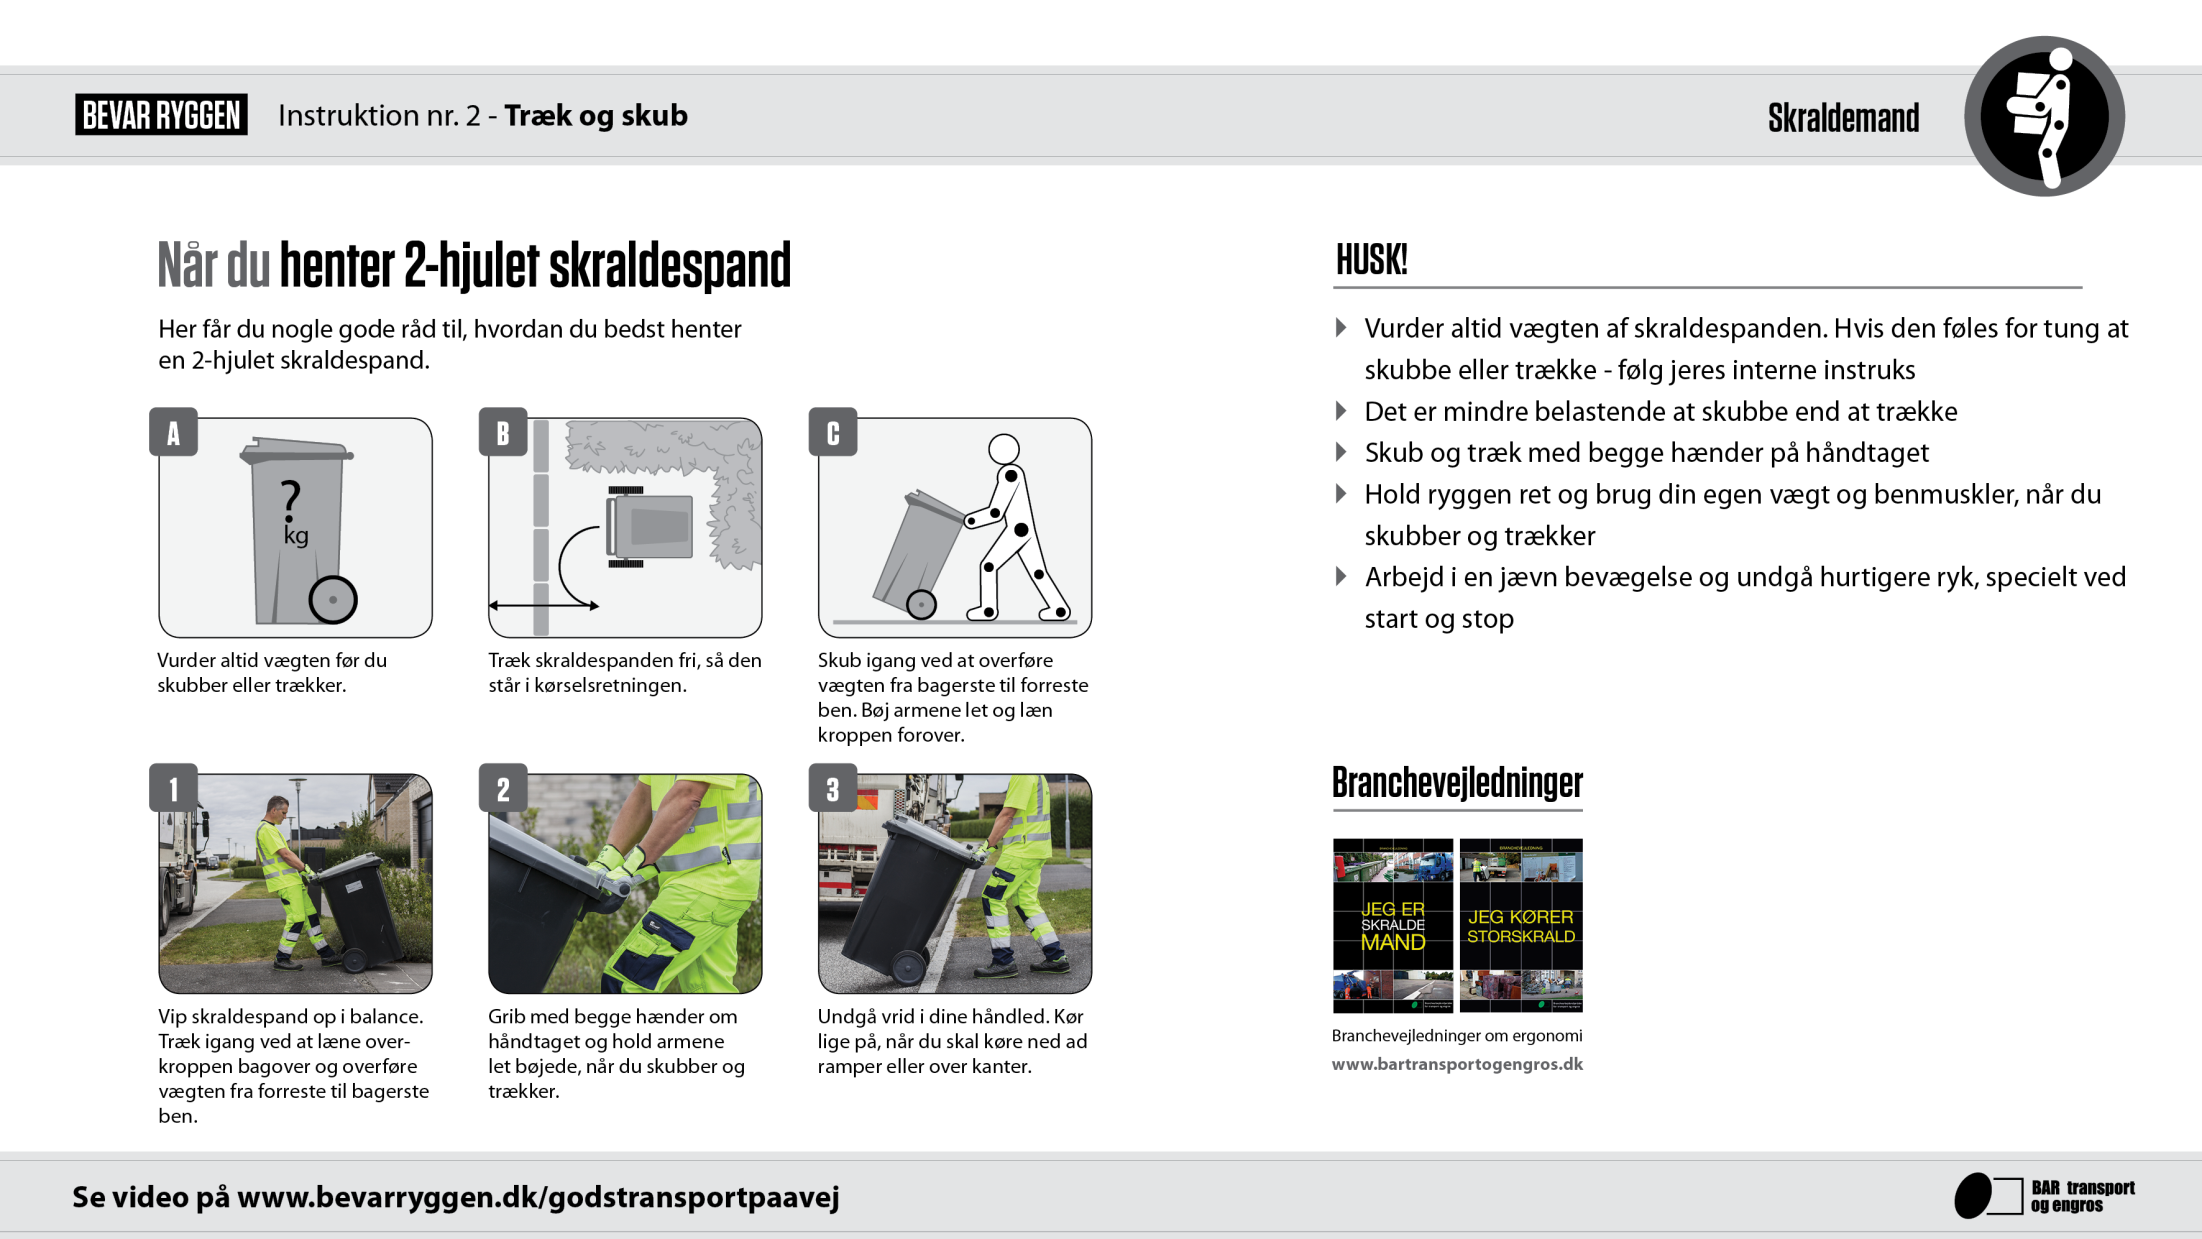 BEVAR RYGGEN Instruktion nr. 2 - Træk og skub
Skraldemand
Når du henter 2-hjulet skraldespand
Her får du nogle gode råd til, hvordan du bedst henter
en 2-hjulet skraldespand.
A
?
kg
Vurder altid vægten før du
skubber eller trækker.
B
Træk skraldespanden fri, så den
står i kørselsretningen.
C
Skub igang ved at overføre
vægten fra bagerste til forreste
ben. Bøj armene let og læn
kroppen forover.
1
Vip skraldespand op i balance.
Træk igang ved at læne over-
kroppen bagover og overføre
vægten fra forreste til bagerste
ben.
2
Grib med begge hænder om
håndtaget og hold armene
let bøjede, når du skubber og
trækker.
3
Undgå vrid i dine håndled. Kør
lige på, når du skal køre ned ad
ramper eller over kanter.
HUSK!
Vurder altid vægten af skraldespanden. Hvis den føles for tung at
skubbe eller trække - følg jeres interne instruks
Det er mindre belastende at skubbe end at trække
Skub og træk med begge hænder på håndtaget
Hold ryggen ret og brug din egen vægt og benmuskler, når du
skubber og trækker
Arbejd i en jævn bevægelse og undgå hurtigere ryk, specielt ved
start og stop
Branchevejledninger
BRANCHEVEJLEDNING
JEG ER
SKRALDE
MAND
BRANCHEVEJLEDNING
JEG KØRER
STORSKRALD
Branchevejledninger om ergonomi
www.bartransportogengros.dk
Se video på www.bevarryggen.dk/godstransportpaavej
BAR transport
og engros